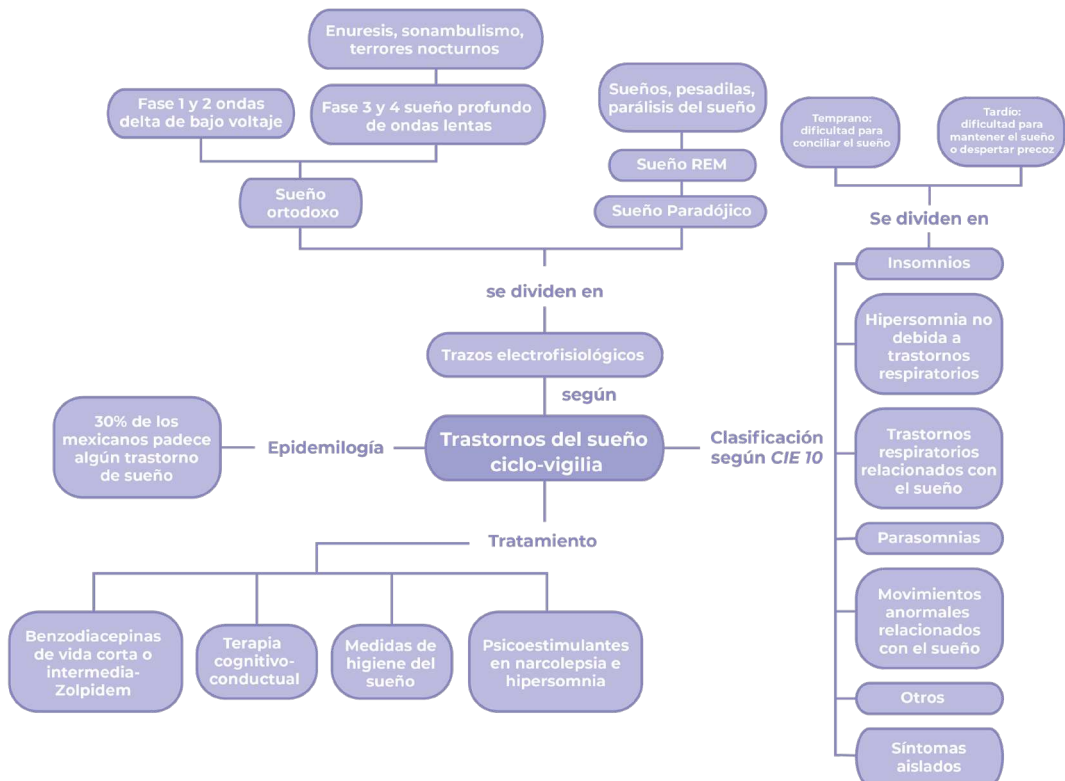 Enuresis, sonambulismo,
terrores nocturnos
Fase 1 y 2 ondas
delta de bajo voltaje
Fase 3 y 4 sueño profundo
de ondas lentas
Sueños, pesadilas,
parálisis del sueño
Temprano:
dificultad para
conciliar el sueño
Tardío:
dificultad para
mantener el sueño
o despertar precoz
Sueño
ortodoxo
Sueño REM
Sueño Paradójico
Se dividen en
se dividen en
Insomnios
Hipersomnia no
debida a
trastornos
respiratorios
Trazos electrofisiológicos
según
30% de los
mexicanos padece
algún trastorno
de sueño
Epidemilogía
Trastornos del sueño
ciclo-vigilia
Clasificación
según CIE 10
Trastornos
respiratorios
relacionados con
el sueño
Parasomnias
Movimientos
anormales
relacionados
con el sueño
Otros
Síntomas
aislados
Tratamiento
Benzodiacepinas
de vida corta o
intermedia-
Zolpidem
Terapia
cognitivo-
conductual
Medidas de
higiene del
sueño
Psicoestimulantes
en narcolepsia e
hipersomnia